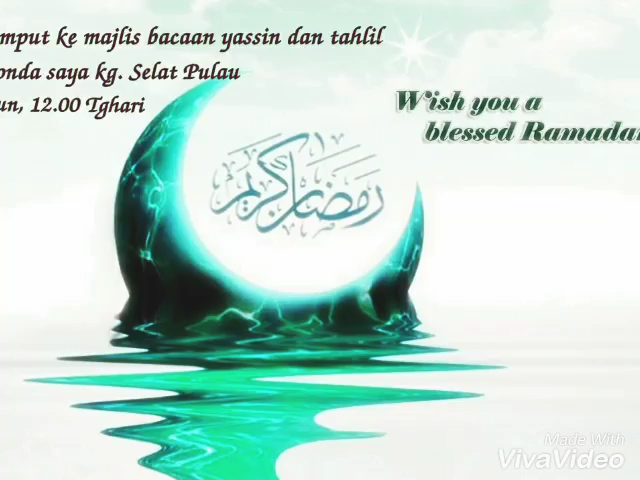 mput ke majlis bacaan yassin dan tahlil
onda saya kg. Selat Pulau
un, 12.00 Tghari
Wish you a
blessed Ramadan
رمضان كريم
Made With
VivaVideo